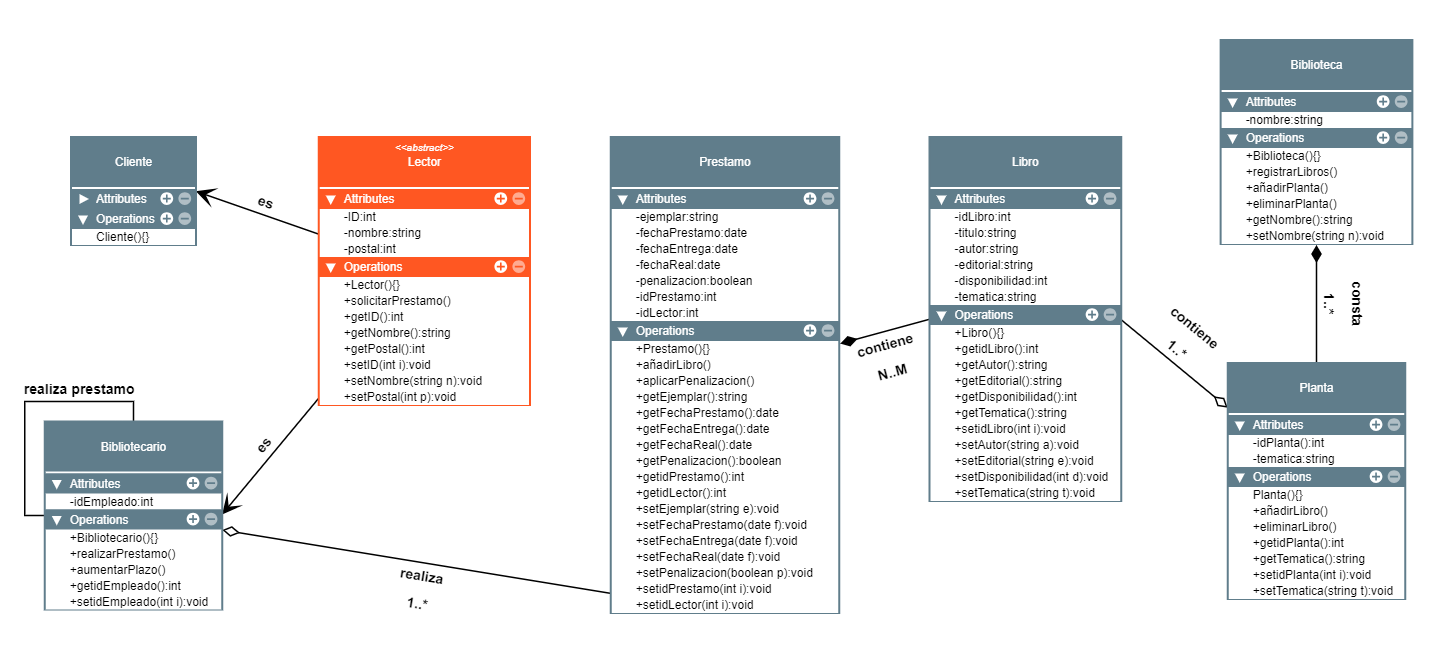 Cliente
Attributes
Operations
Cliente(){}
es
<<abstract>>
Lector
Attributes
-ID:int
-nombre:string
-postal:int
Operations
+Lector(){}
+solicitarPrestamo()
+getID():int
+getNombre():string
+getPostal():int
+setID(int i):void
+setNombre(string n):void
+setPostal(int p):void
es
realiza prestamo
Bibliotecario
Attributes
-idEmpleado:int
Operations
+Bibliotecario(){}
+realizarPrestamo()
+aumentarPlazo()
+getidEmpleado():int
+setidEmpleado(int i):void
realiza
1..*
Prestamo
Attributes
-ejemplar:string
-fechaPrestamo:date
-fechaEntrega:date
-fechaReal:date
-penalizacion:boolean
-idPrestamo:int
-idLector:int
Operations
+Prestamo(){}
+añadirLibro()
+aplicarPenalizacion()
+getEjemplar():string
+getFechaPrestamo():date
+getFechaEntrega():date
+getFechaReal():date
+getPenalizacion():boolean
+getidPrestamo():int
+getidLector():int
+setEjemplar(string e):void
+setFechaPrestamo(date f):void
+setFechaEntrega(date f):void
+setFechaReal(date f):void
+setPenalizacion(boolean p):void
+setidPrestamo(int i):void
+setidLector(int i):void
contiene
N..M
Libro
Attributes
-idLibro:int
-titulo:string
-autor:string
-editorial:string
-disponibilidad:int
-tematica:string
Operations
+Libro(){}
+getidLibro():int
+getAutor():string
+getEditorial():string
+getDisponibilidad():int
+getTematica():string
+setidLibro(int i):void
+setAutor(string a):void
+setEditorial(string e):void
+setDisponibilidad(int d):void
+setTematica(string t):void
contiene
1..*
Biblioteca
Attributes
-nombre:string
Operations
+Biblioteca(){}
+registrarLibros()
+añadirPlanta()
+eliminarPlanta()
+getNombre():string
+setNombre(string n):void
consta
1..*
Planta
Attributes
-idPlanta():int
-tematica:string
Operations
Planta(){}
+añadirLibro()
+eliminarLibro()
+getidPlanta():int
+getTematica():string
+setidPlanta(int i):void
+setTematica(string t):void